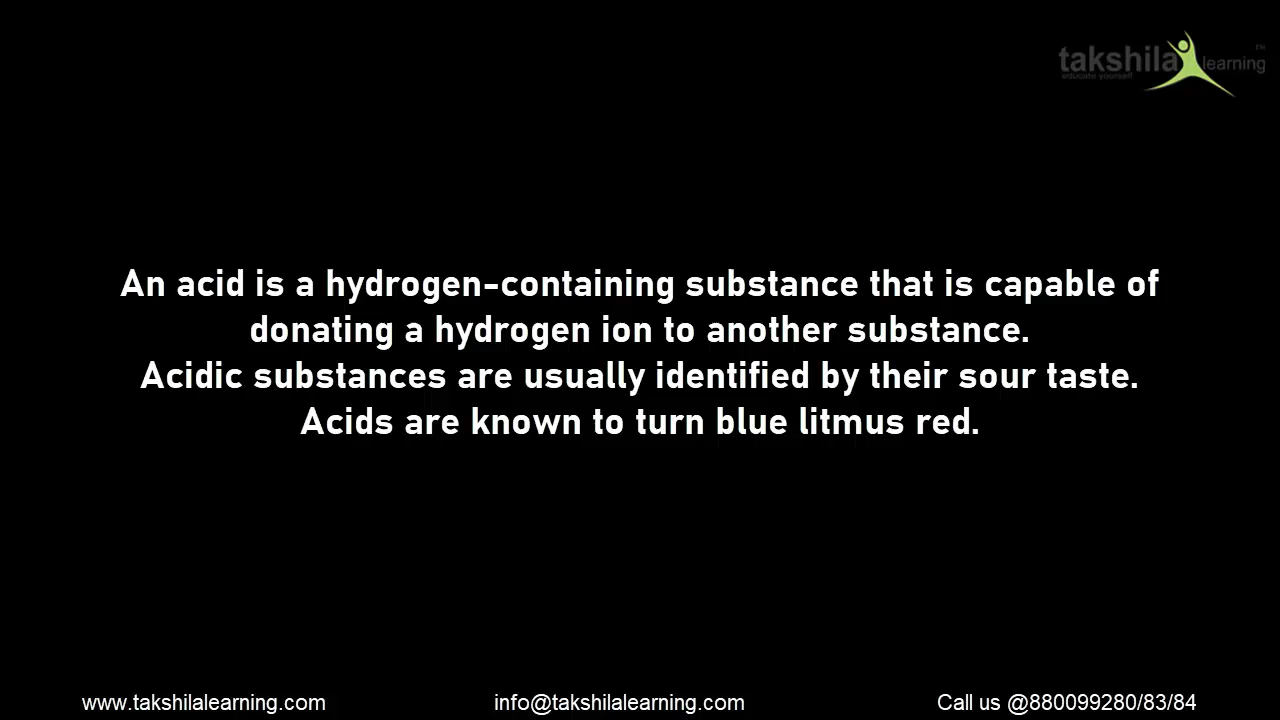 takshila learning TM
educate yourself
An acid is a hydrogen-containing substance that is capable of
donating a hydrogen ion to another substance.
Acidic substances are usually identified by their sour taste.
Acids are known to turn blue litmus red.
www.takshilalearning.com info@takshilalearning.com Call us @880099280/83/84